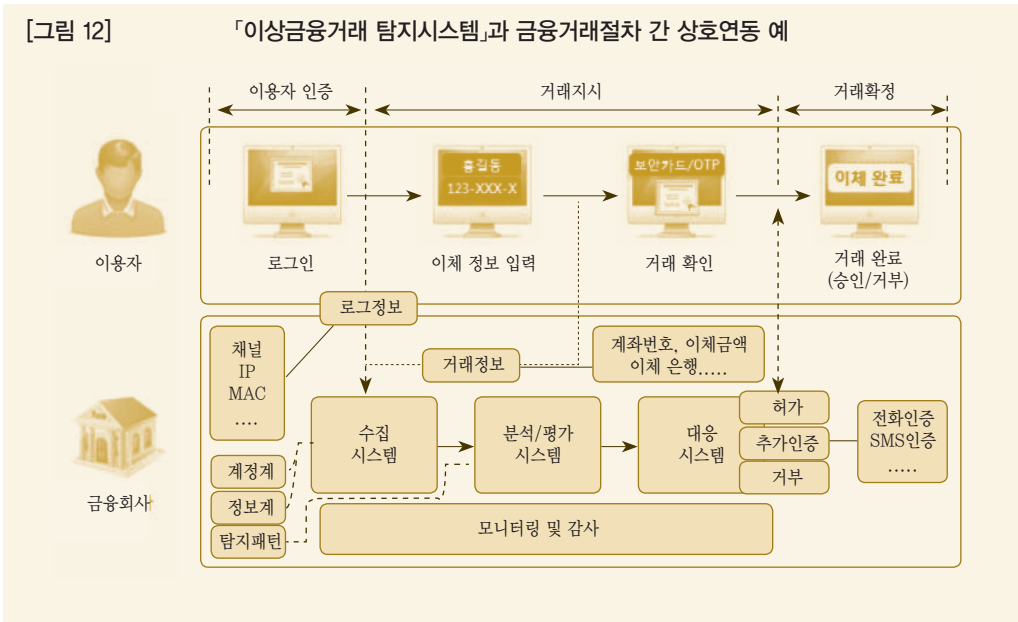 [그림 12] 「이상금융거래 탐지시스템」과 금융거래절차 간 상호연동 예
이용자 인증
거래지시
거래확정
홍길동
123-XXX-X
보안카드/OTP
이체 완료
이용자
로그인
이체 정보 입력
거래 확인
거래 완료
(승인/거부)
로그정보
채널
IP
MAC
....
거래정보
계좌번호, 이체금액
이체 은행.....
금융회사
계정계
정보계
탐지패턴
수집
시스템
분석/평가
시스템
대응
시스템
허가
추가인증
거부
전화인증
SMS인증
.....
모니터링 및 감사